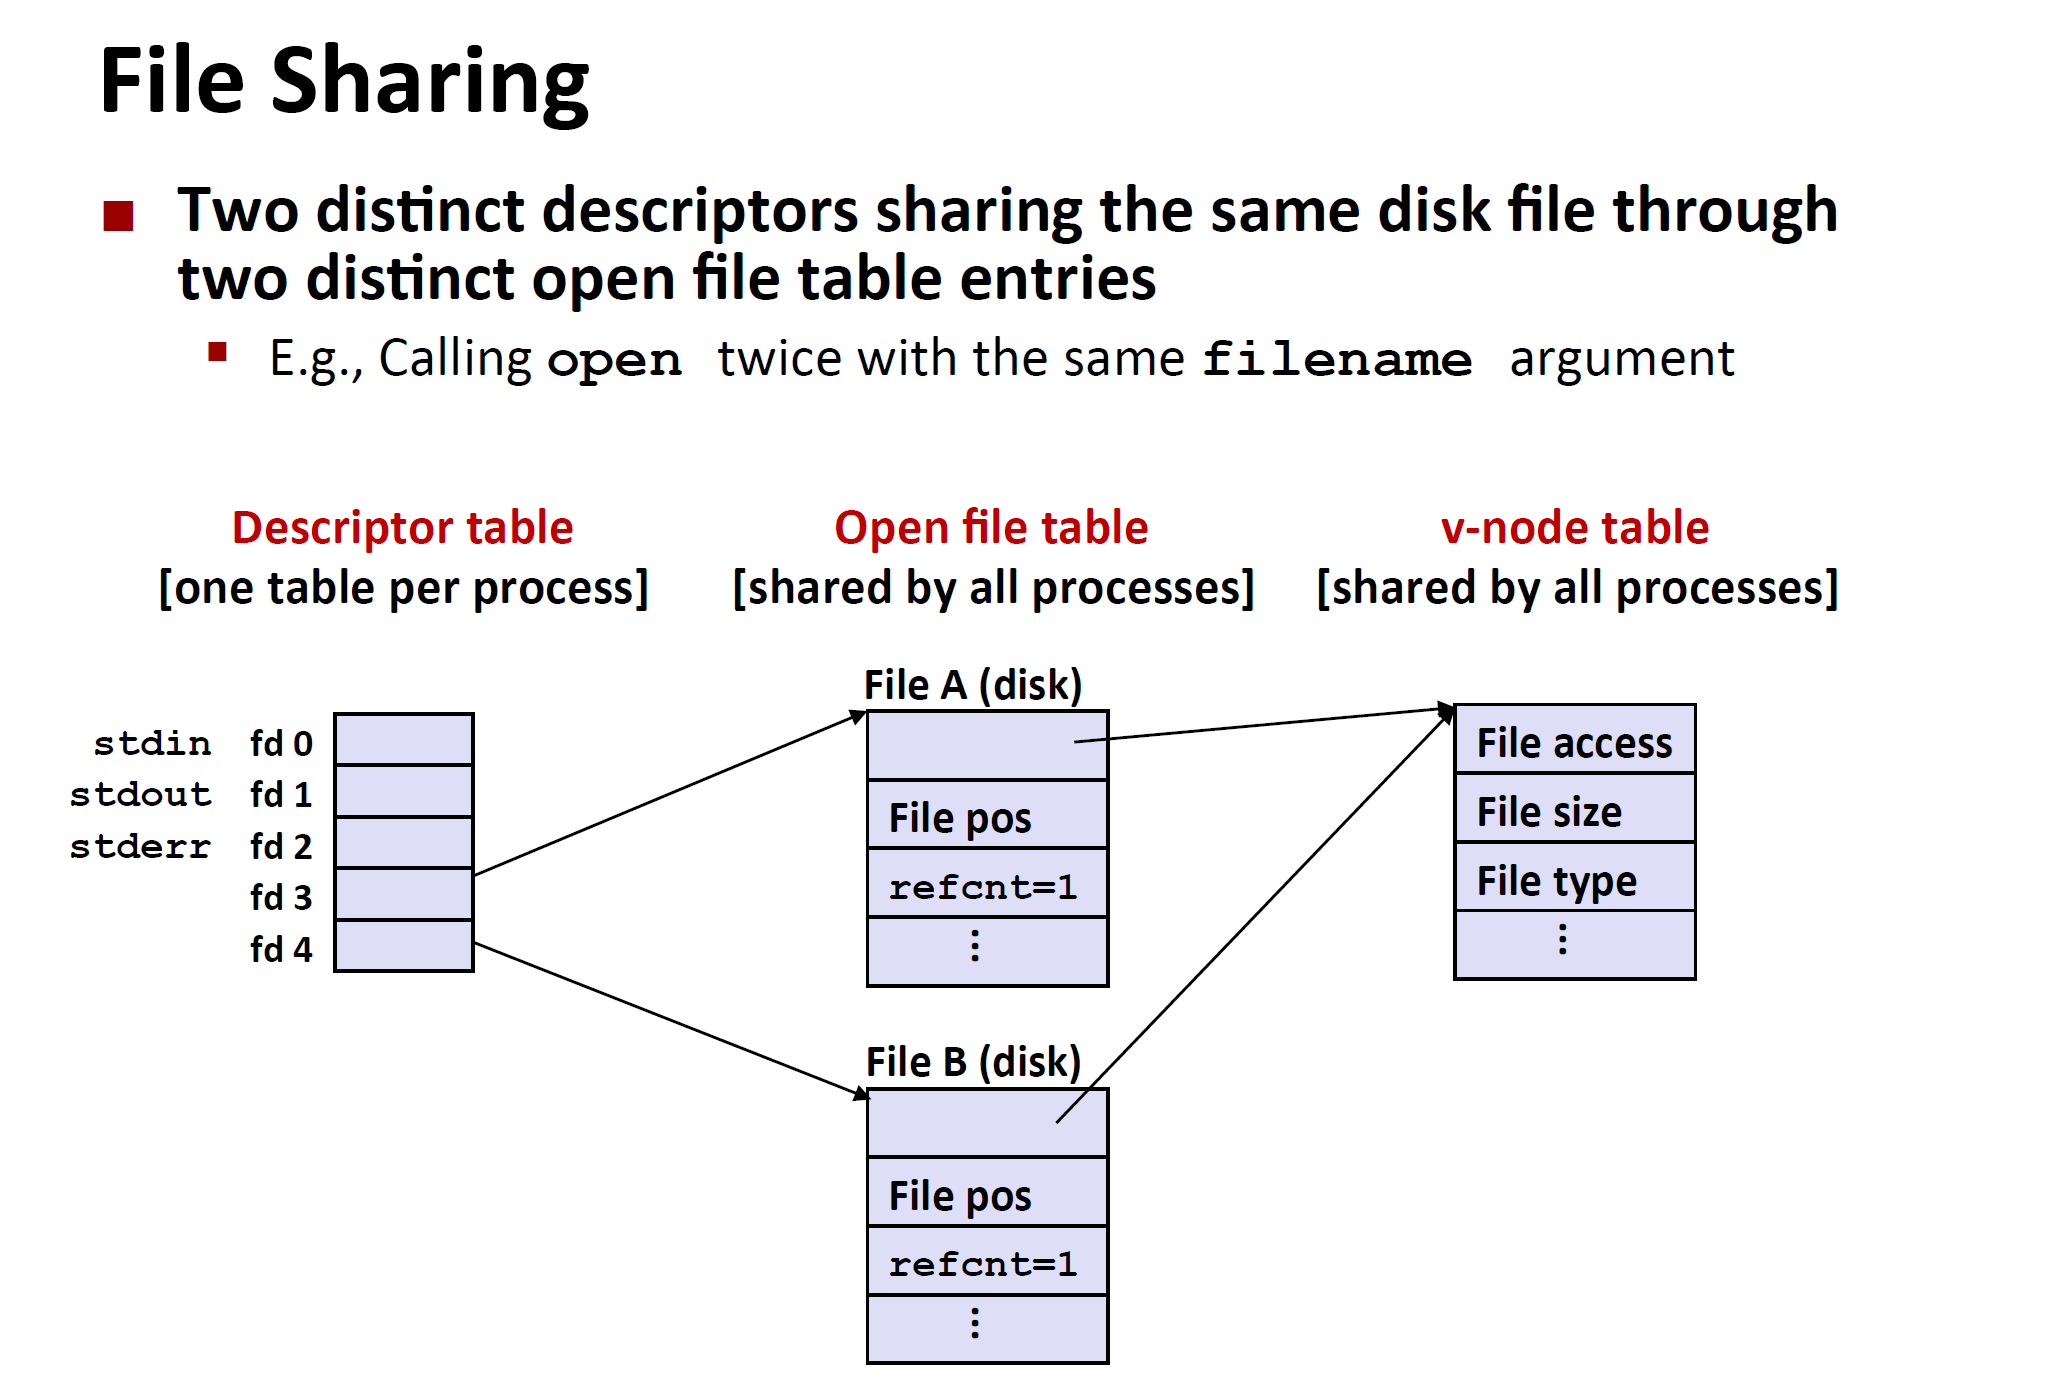 File Sharing
Two distinct descriptors sharing the same disk file through
two distinct open file table entries
E.g., Calling open twice with the same filename argument
Descriptor table
[one table per process]
Open file table
[shared by all processes]
v-node table
[shared by all processes]
stdin fd 0
stdout fd 1
stderr fd 2
fd 3
fd 4
File A (disk)
File pos
refcnt=1
⋮
File B (disk)
File pos
refcnt=1
⋮
File access
File size
File type
⋮